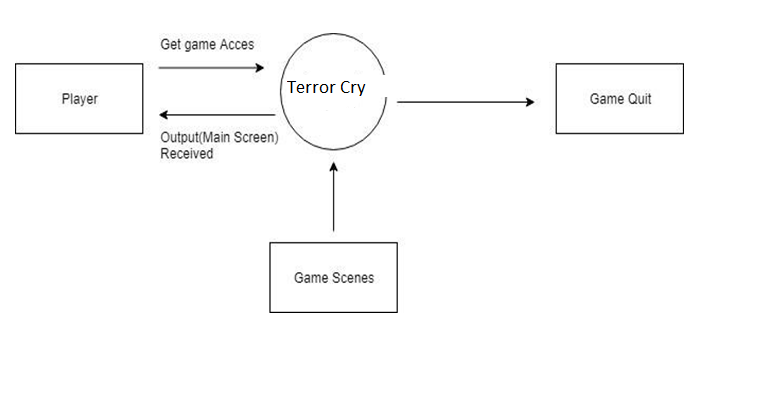 Get game Acces
Player
Terror Cry
Game Quit
Output(Main Screen)
Received
Game Scenes